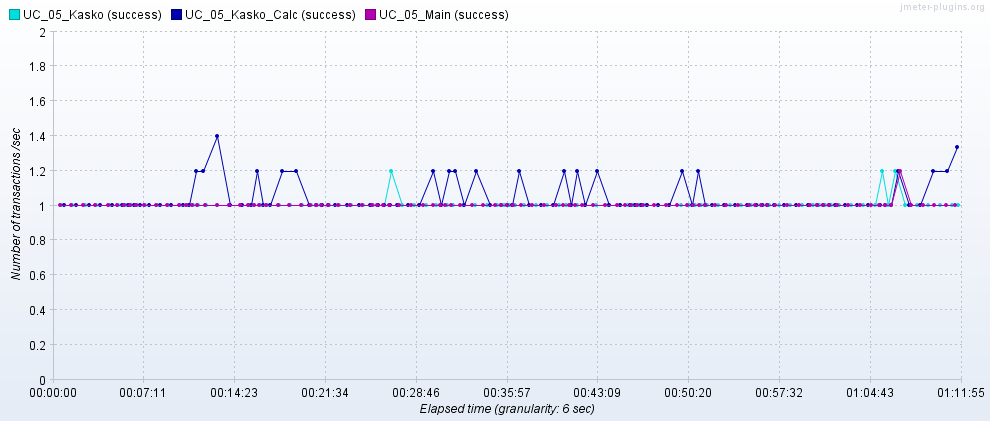 UC_05_Kasko (success) UC_05_Kasko_Calc (success) UC_05_Main (success)
jmeter-plugins.org
2
1.8
1.6
1.4
1.2
1
0.8
0.6
0.4
0.2
0
Number of transactions /sec
00:00:00 00:07:11 00:14:23 00:21:34 00:28:46 00:35:57 00:43:09 00:50:20 00:57:32 01:04:43 01:11:55
Elapsed time (granularity: 6 sec)